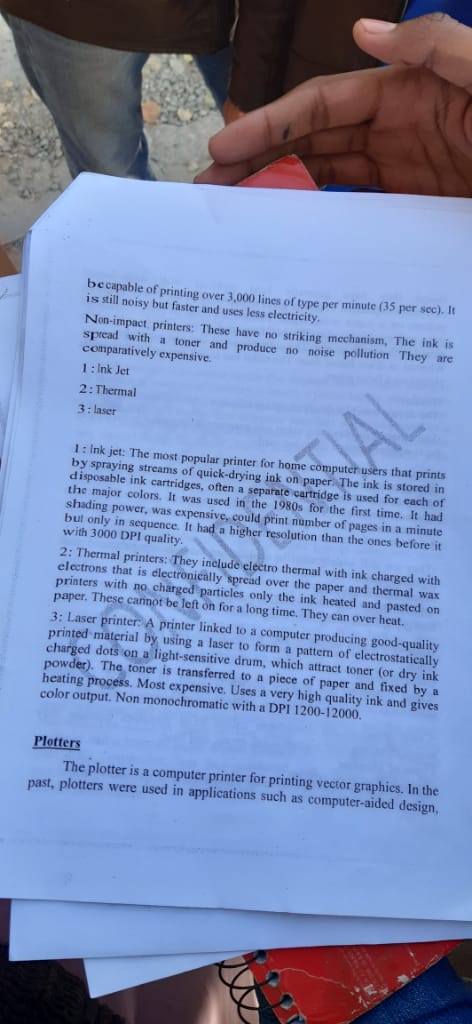 be capable of printing over 3,000 lines of type per minute (35 per sec). It
is still noisy but faster and uses less electricity.
Non-impact printers: These have no striking mechanism, The ink is
spread with a toner and produce no noise pollution They are
comparatively expensive.
1 : Ink Jet
2 : Thermal
3 : laser
1 : Ink jet: The most popular printer for home computer users that prints
by spraying streams of quick-drying ink on paper. The ink is stored in
disposable ink cartridges, often a separate cartridge is used for each of
the major colors. It was used in the 1980s for the first time. It had
shading power, was expensive, could print number of pages in a minute
but only in sequence. It had a higher resolution than the ones before it
with 3000 DPI quality.
2: Thermal printers: They include electro thermal with ink charged with
electrons that is electronically spread over the paper and thermal wax
printers with no charged particles only the ink heated and pasted on
paper. These cannot be left on for a long time. They can over heat.
3: Laser printer: A printer linked to a computer producing good-quality
printed material by using a laser to form a pattern of electrostatically
charged dots on a light-sensitive drum, which attract toner (or dry ink
powder). The toner is transferred to a piece of paper and fixed by a
heating process. Most expensive. Uses a very high quality ink and gives
color output. Non monochromatic with a DPI 1200-12000.
CONFIDENTIAL
Plotters
The plotter is a computer printer for printing vector graphics. In the
past, plotters were used in applications such as computer-aided design,